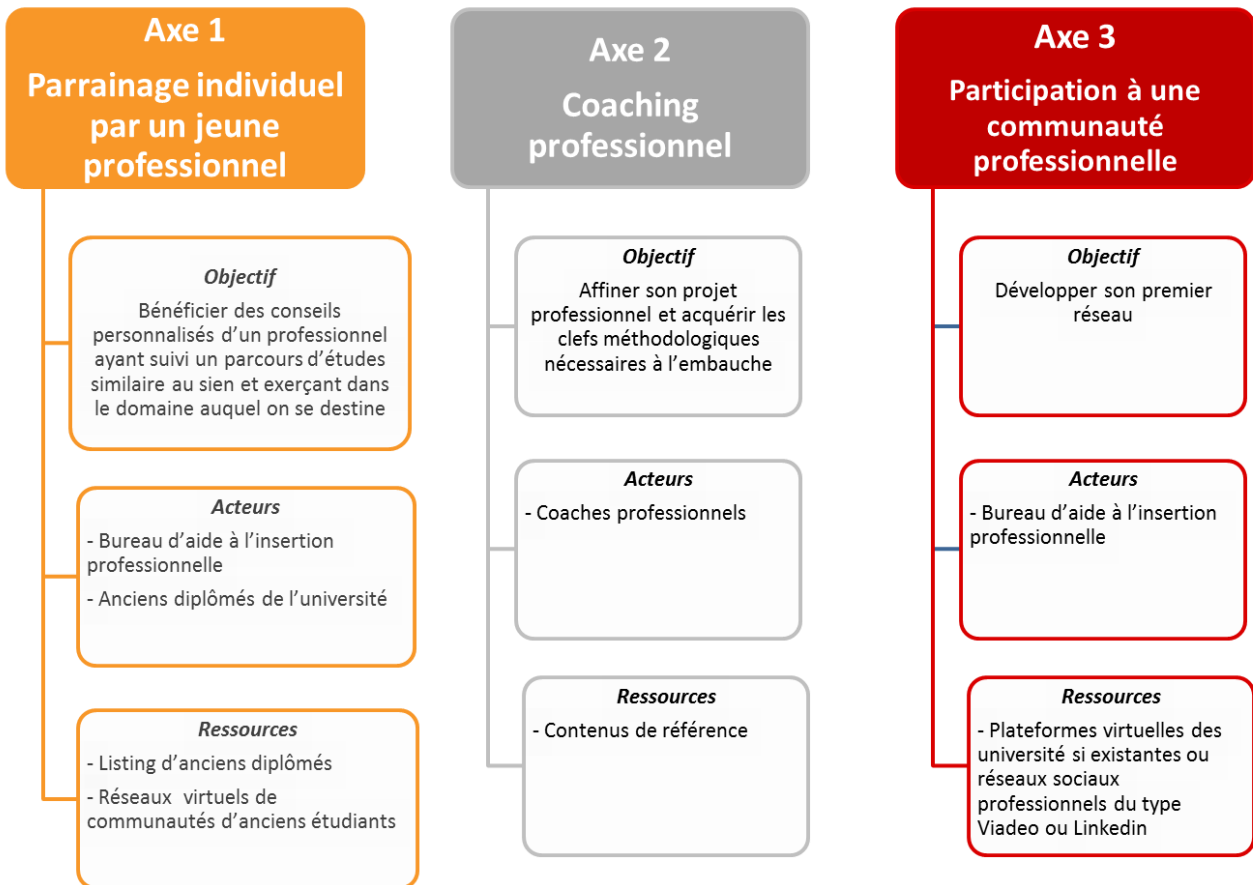 Axe 1
Parrainage individuel
par un jeune
professionnel
Objectif
Bénéficier des conseils
personnalisés d'un professionnel
ayant suivi un parcours d'études
similaire au sien et exerçant dans
le domaine auquel on se destine
Acteurs
- Bureau d'aide à l'insertion
professionnelle
- Anciens diplômés de l'université
Ressources
- Listing d'anciens diplômés
- Réseaux virtuels de
communautés d'anciens étudiants
Axe 2
Coaching
professionnel
Objectif
Affiner son projet
professionnel et acquérir les
clefs méthodologiques
nécessaires à l'embauche
Acteurs
- Coaches professionnels
Ressources
- Contenus de référence
Axe 3
Participation à une
communauté
professionnelle
Objectif
Développer son premier
réseau
Acteurs
- Bureau d'aide à l'insertion
professionnelle
Ressources
- Plateformes virtuelles des
université si existantes ou
réseaux sociaux
professionnels du type
Viadeo ou Linkedin